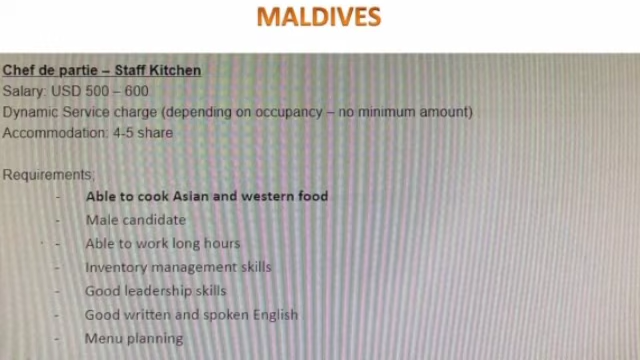 MALDIVES
Chef de partie – Staff Kitchen
Salary: USD 500 – 600
Dynamic Service charge (depending on occupancy – no minimum amount)
Accommodation: 4-5 share
Requirements;
- Able to cook Asian and western food
- Male candidate
- Able to work long hours
- Inventory management skills
- Good leadership skills
- Good written and spoken English
- Menu planning